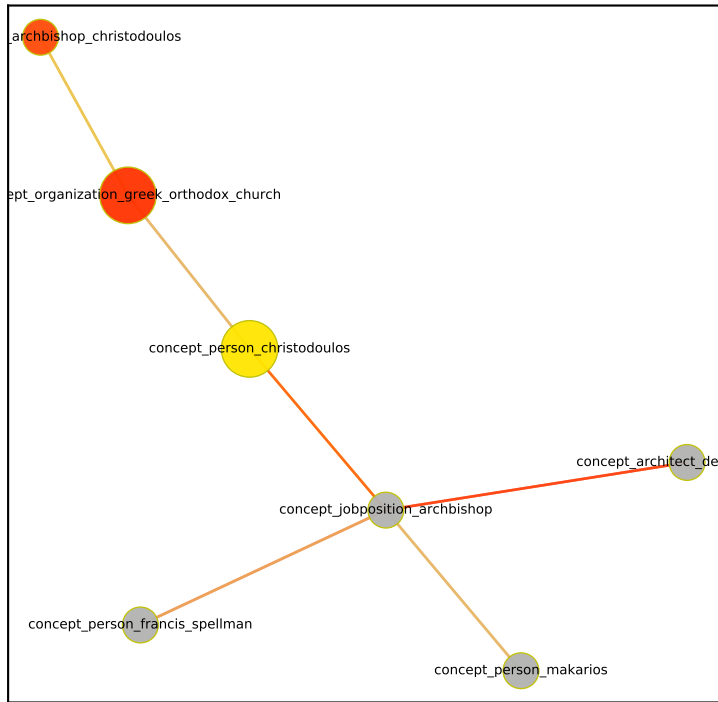 _archbishop_christodoulos
ept_organization_greek_orthodox_church
concept_person_christodoulos
concept_architect_de
concept_jobposition_archbishop
concept_person_francis_spellman
concept_person_makarios